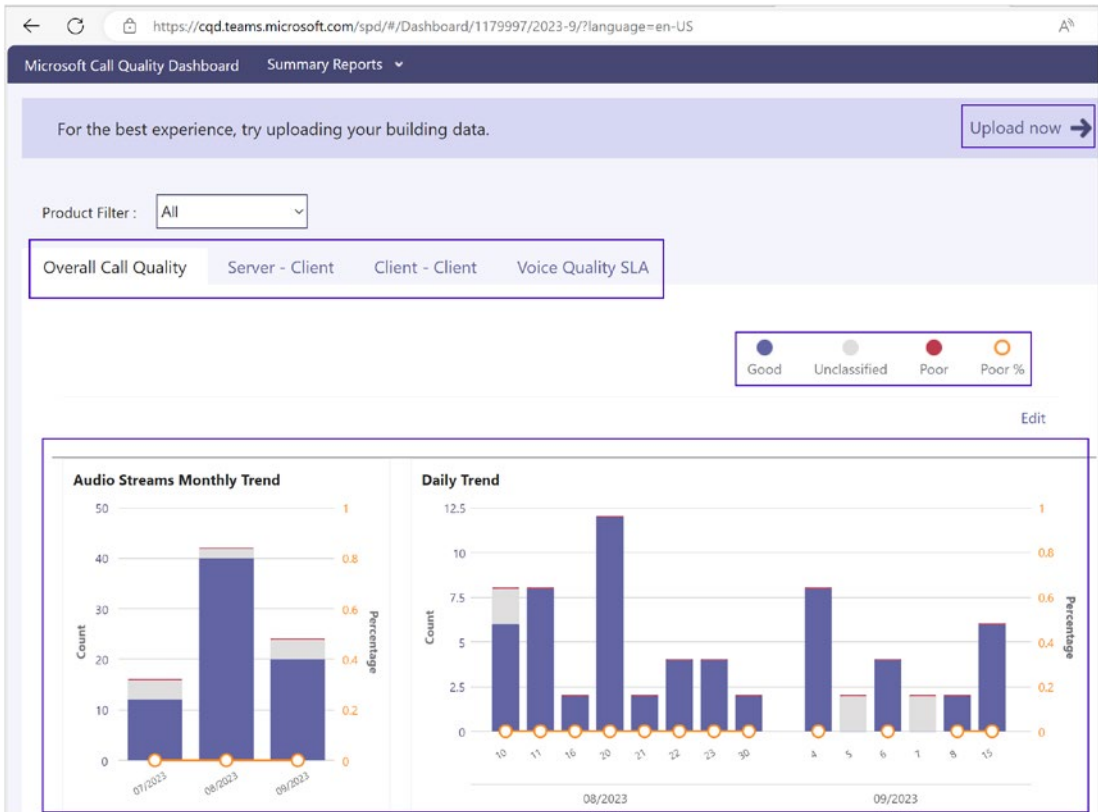 https://cqd.teams.microsoft.com/spd/#/Dashboard/1179997/2023-9/?language=en-US
Microsoft Call Quality Dashboard Summary Reports
For the best experience, try uploading your building data. Upload now
Product Filter : All
Overall Call Quality Server - Client Client - Client Voice Quality SLA
Good Unclassified Poor Poor %
Edit
Audio Streams Monthly Trend
50 1
40 0.8
30 0.6
20 0.4
10 0.2
0 0
Count
Percentage
07/2023 08/2023 09/2023
Daily Trend
12.5 1
10 0.8
7.5 0.6
5 0.4
2.5 0.2
0 0
Count
Percentage
10 11 16 20 21 22 23 30 4 5 6 7 8 15
08/2023 09/2023